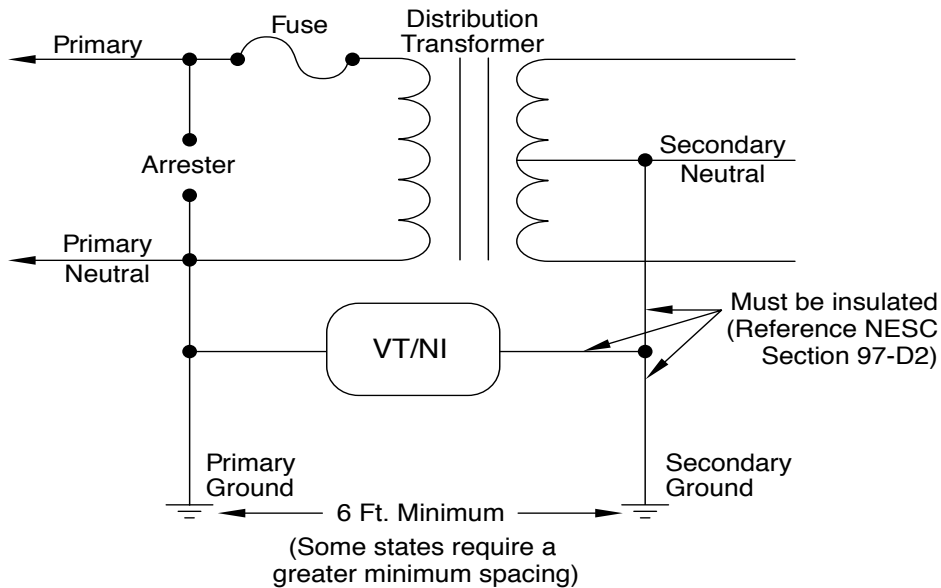 Primary
Fuse
Distribution
Transformer
Arrester
Secondary
Neutral
Primary
Neutral
VT/NI
Must be insulated
(Reference NESC
Section 97-D2)
Primary
Ground
Secondary
Ground
6 Ft. Minimum
(Some states require a
greater minimum spacing)